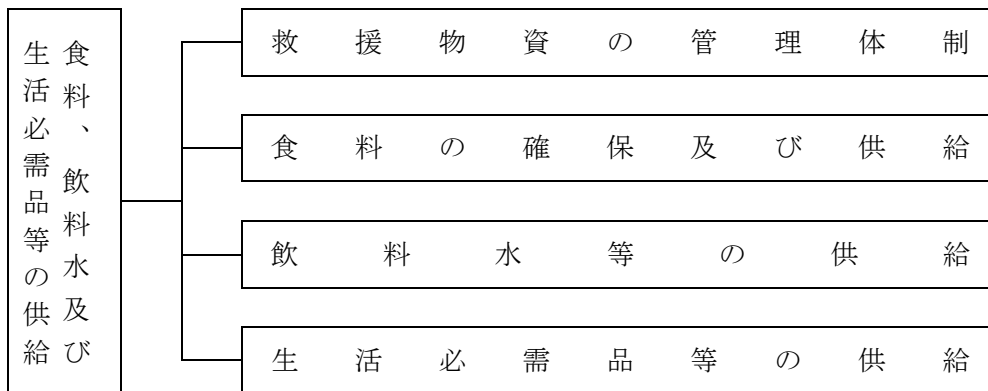 食料、飲料水及び
生活必需品等の供給
救援物資の管理体制
食料の確保及び供給
飲料水等の供給
生活必需品等の供給